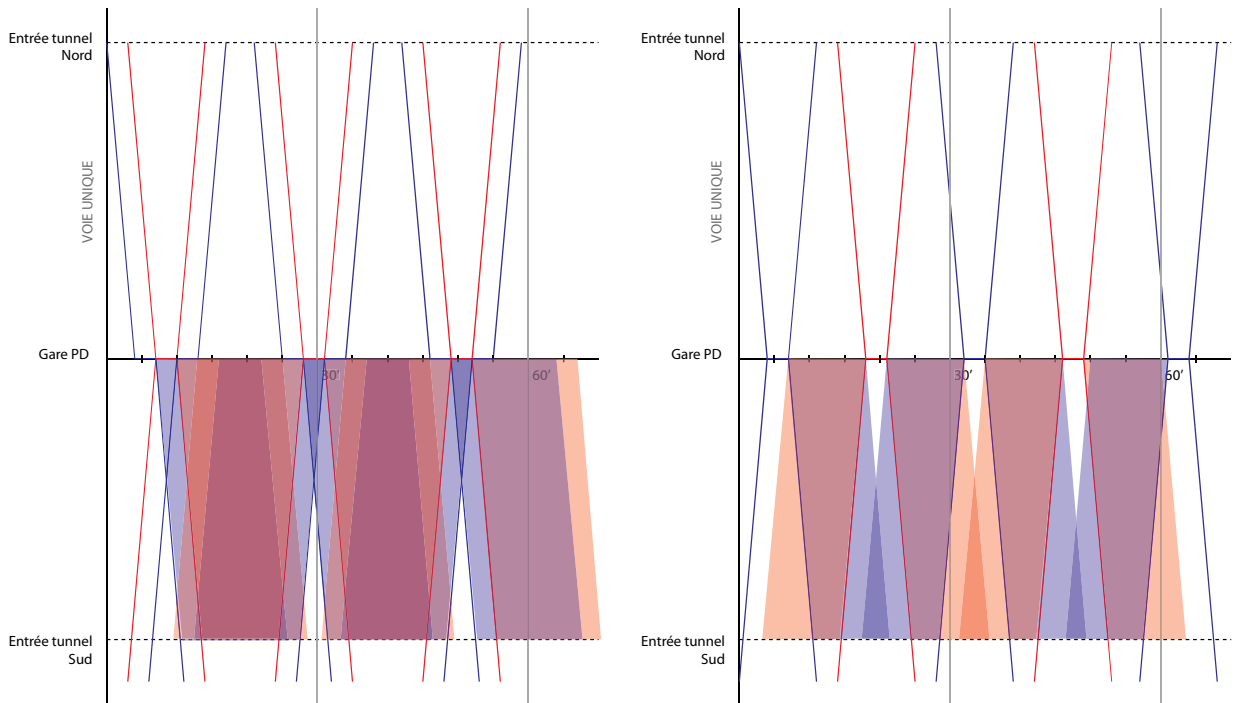 Entrée tunnel
Nord
VOIE UNIQUE
Gare PD
30’
60’
Entrée tunnel
Sud
Entrée tunnel
Nord
VOIE UNIQUE
Gare PD
30’
60’
Entrée tunnel
Sud